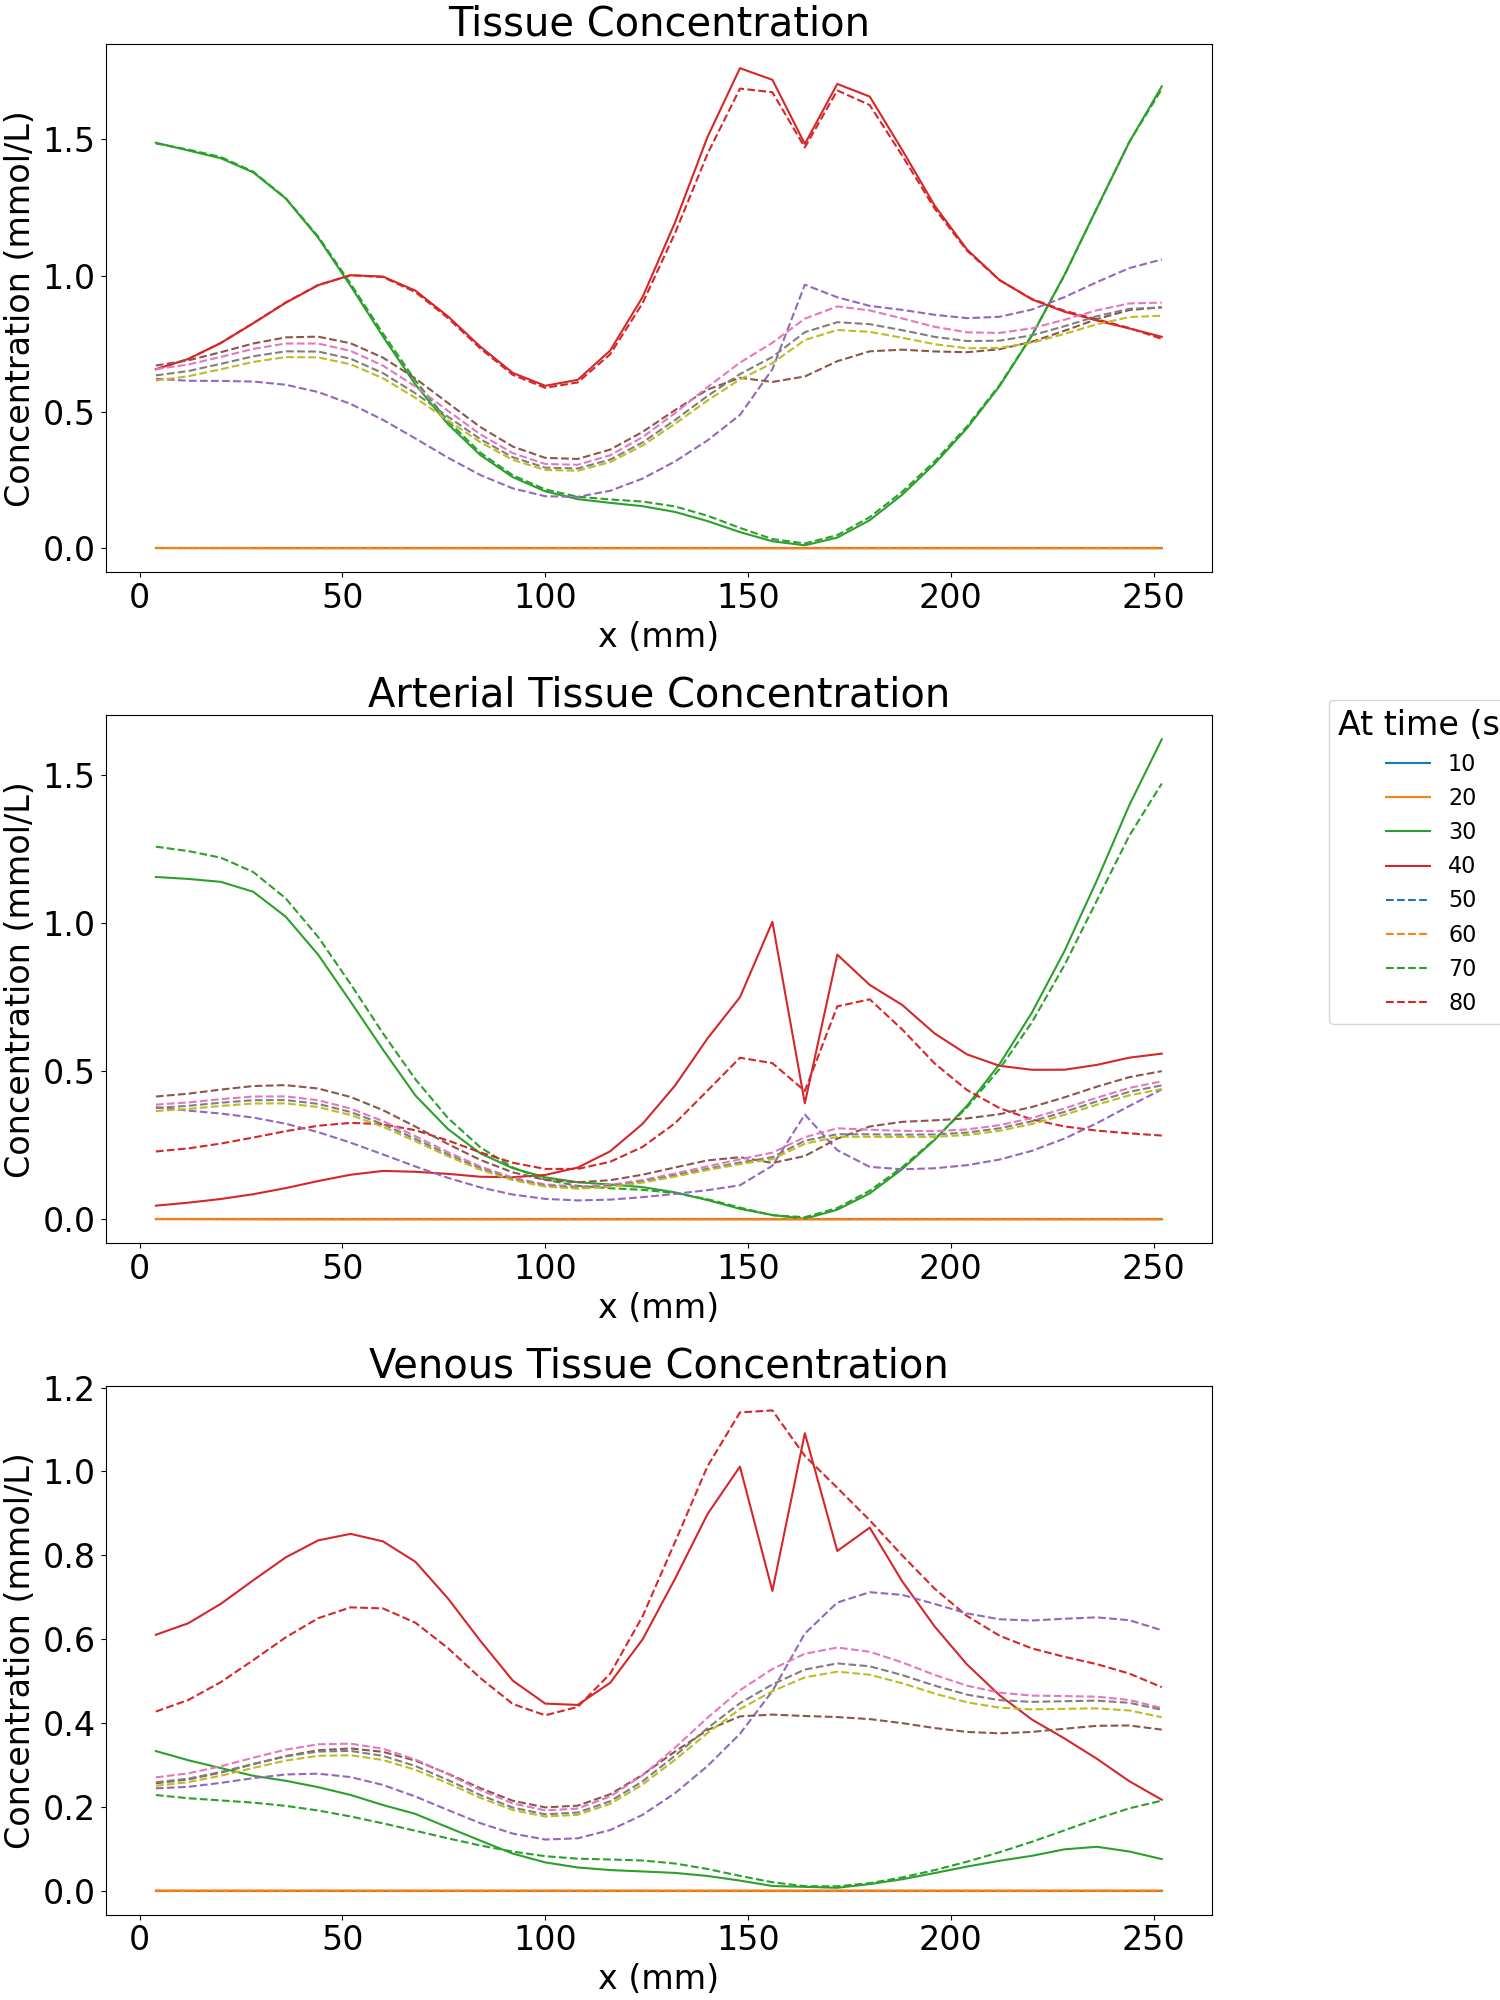 Tissue Concentration
Concentration (mmol/L)
1.5
1.0
0.5
0.0
0 50 100 150 200 250
x (mm)
Arterial Tissue Concentration
Concentration (mmol/L)
1.5
1.0
0.5
0.0
0 50 100 150 200 250
x (mm)
At time (s
10
20
30
40
50
60
70
80
Venous Tissue Concentration
Concentration (mmol/L)
1.2
1.0
0.8
0.6
0.4
0.2
0.0
0 50 100 150 200 250
x (mm)